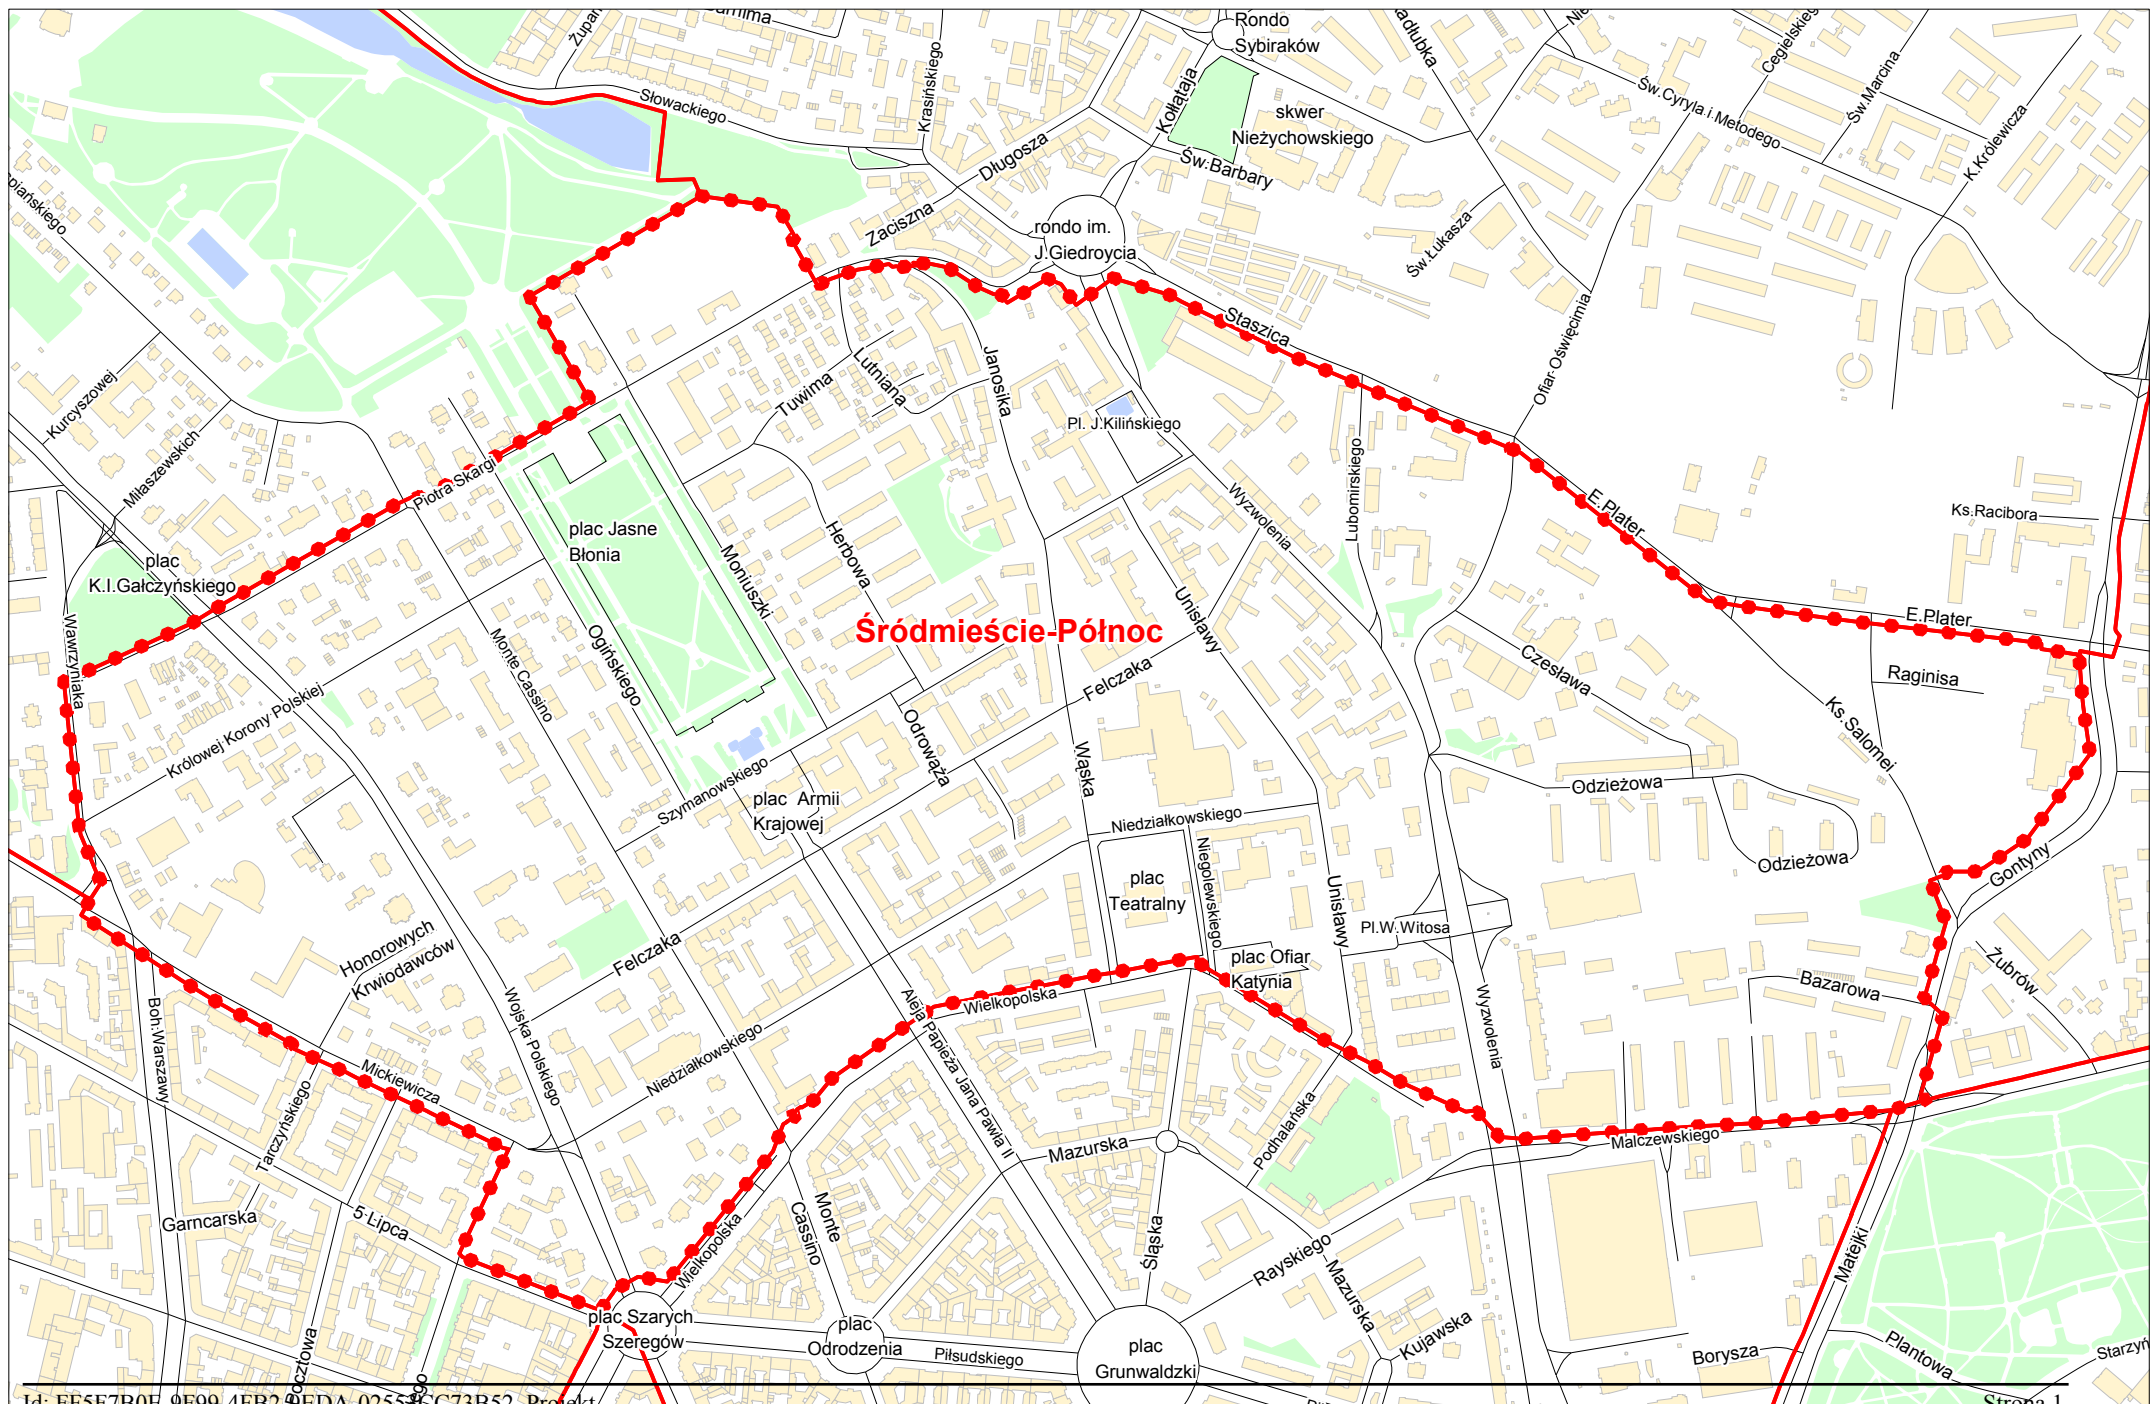 Rondo
Sybiraków
Cegielskiego
Słowackiego
Krasińskiego
Kołłątaja
skwer
Nieżychowskiego
Św.Cyryla i Metodego
Św.Marcina
K.Królewicza
Długosza
Św.Barbary
Zaciszna
rondo im.
J.Giedroycia
Św.Łukasza
Staszica
Ofiar Oświęcimia
Kurcyszowej
Miłaszewskich
Tuwima
Lutniana
Janosika
Pl. J.Kilińskiego
Lubomirskiego
Piotra Skargi
Wyzwolenia
E.Plater
Ks.Racibora
plac Jasne
Błonia
Moniuszki
Herbowa
plac
K.I.Gałczyńskiego
Wawrzyniaka
Unisławy
Śródmieście-Północ
E.Plater
Monte Cassino
Ogińskiego
Felczaka
Czesława
Raginisa
Ks.Salomei
Królowej Korony Polskiej
Odrowąża
Wąska
Szymanowskiego
plac Armii
Krajowej
Odzieżowa
Niedziałkowskiego
Niegolewskiego
Odzieżowa
Gontyny
plac
Teatralny
Unisławy
Pl.W.Witosa
Honorowych
Krwiodawców
Felczaka
plac Ofiar
Katynia
Żubrów
Bazarowa
Wyzwolenia
Wielkopolska
Aleja Papieża Jana Pawła II
Boh.Warszawy
Wojska Polskiego
Niedziałkowskiego
Mickiewicza
Tarczyńskiego
Mazurska
Podhalańska
Malczewskiego
Garncarska
5 Lipca
Monte
Cassino
Wielkopolska
Śląska
Rayskiego
Mazurska
Matejki
plac Szarych
Szeregów
plac
Odrodzenia
Piłsudskiego
plac
Grunwaldzki
Kujawska
Borysza
Plantowa
Pocztowa
Strona 1